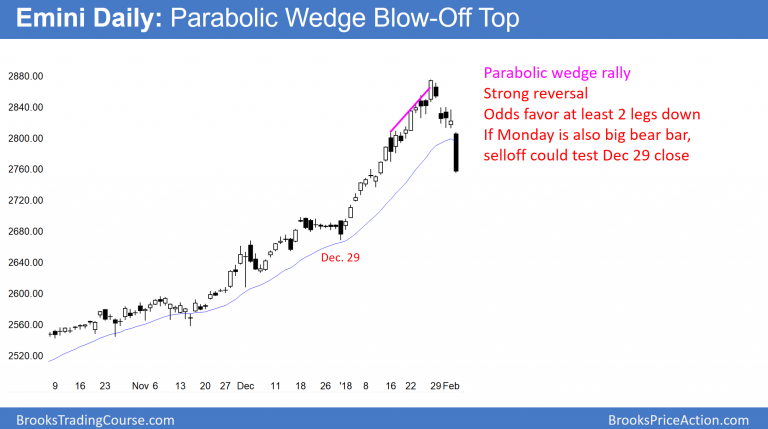 Emini Daily: Parabolic Wedge Blow-Off Top
2880.00
2840.00
2800.00
2760.00
2720.00
2680.00
2640.00
2600.00
2560.00
2520.00
Parabolic wedge rally
Strong reversal
Odds favor at least 2 legs down
If Monday is also big bear bar,
selloff could test Dec 29 close
Dec. 29
9 16 23 Nov 6 13 20 27 Dec 11 18 26 '18 8 16 22 29 Feb
BrooksTradingCourse.com BrooksPriceAction.com